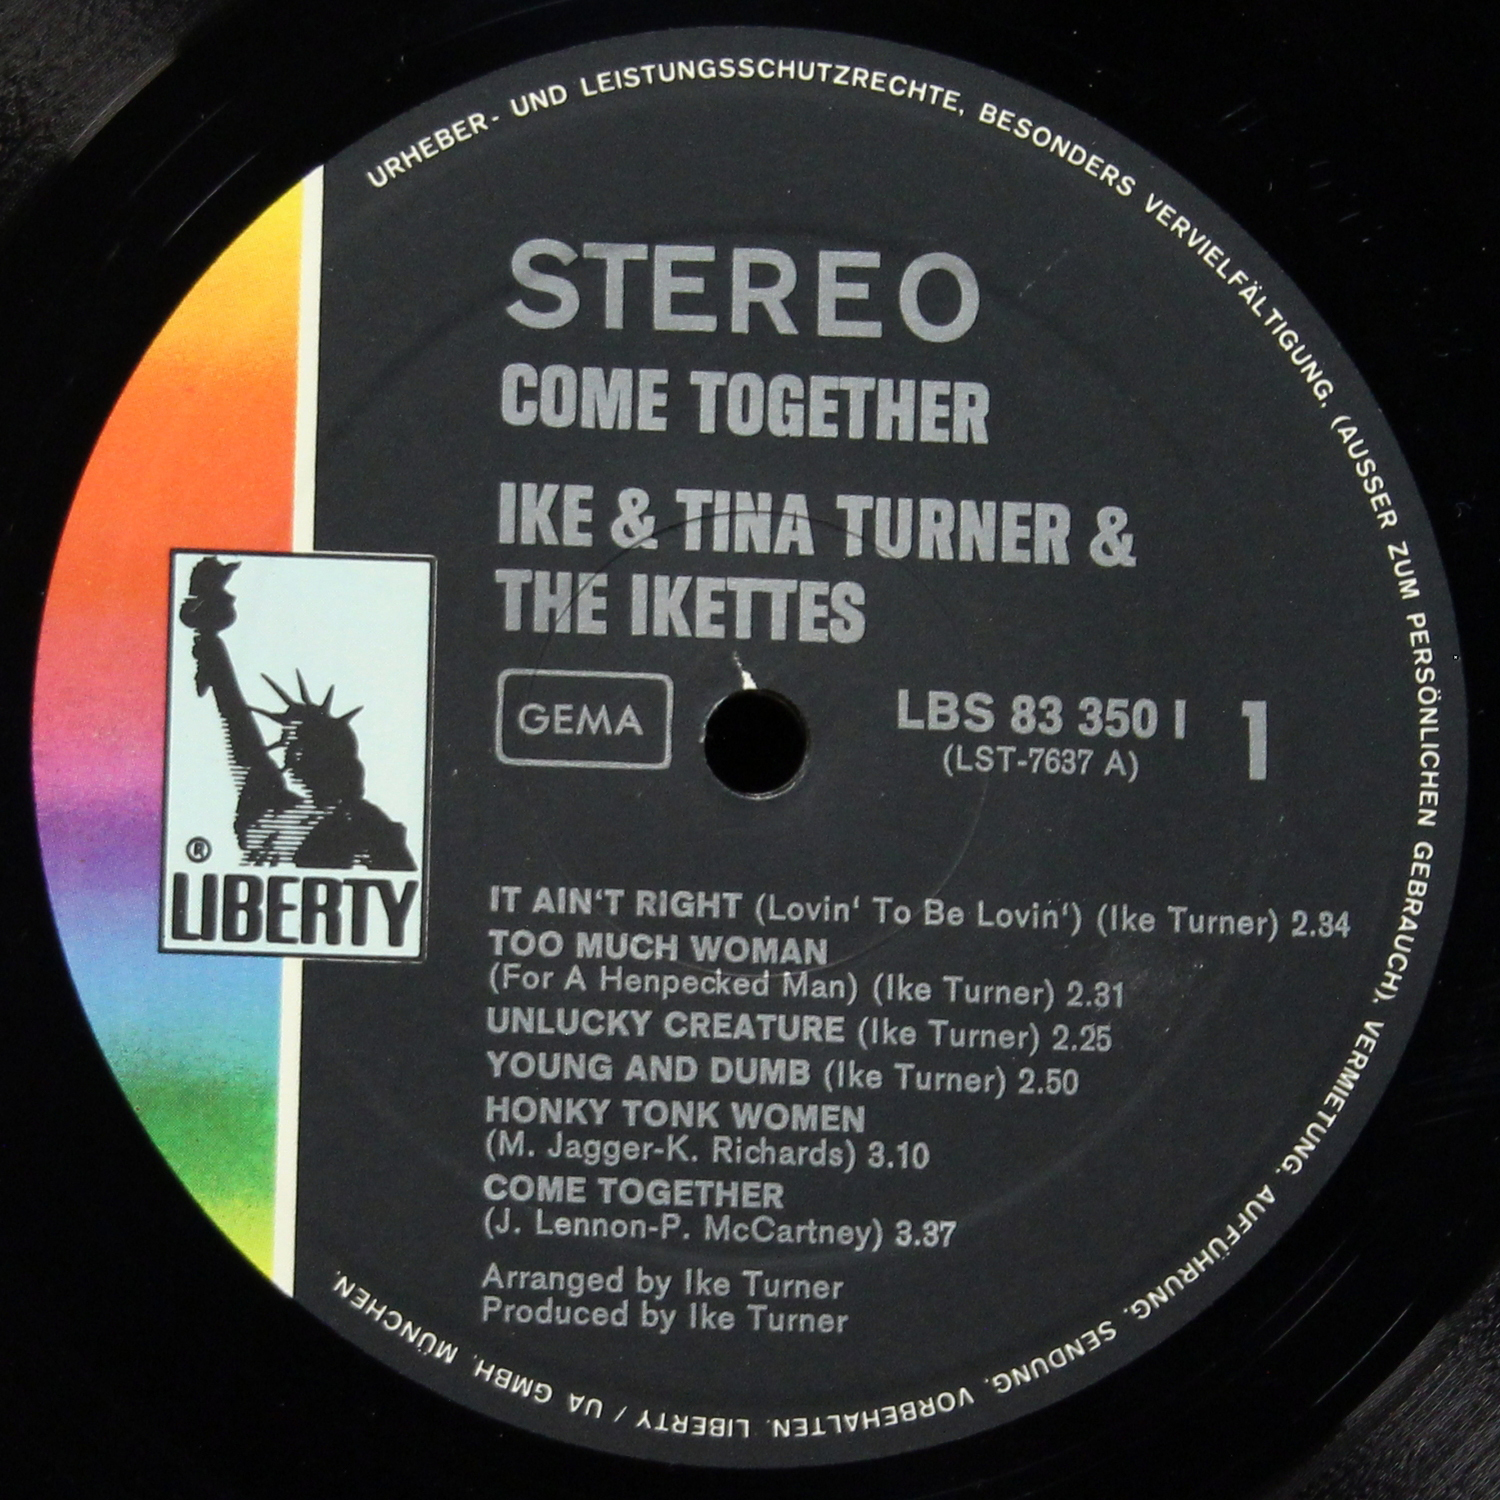 URHEBER- UND LEISTUNGSSCHUTZRECHTE, BESONDERS VERVIELFÄLTIGUNG, (AUSSER ZUM PERSÖNLICHEN GEBRAUCH), VERMIETUNG, AUFFÜHRUNG, SENDUNG, VORBEHALTEN. LIBERTY / UA GMBH, MÜNCHEN.
STEREO
COME TOGETHER
IKE & TINA TURNER &
THE IKETTES
GEMA
LBS 83 350 I 1
(LST-7637 A)
®
LIBERTY
IT AIN‘T RIGHT (Lovin‘ To Be Lovin‘) (Ike Turner) 2.34
TOO MUCH WOMAN
(For A Henpecked Man) (Ike Turner) 2.31
UNLUCKY CREATURE (Ike Turner) 2.25
YOUNG AND DUMB (Ike Turner) 2.50
HONKY TONK WOMEN
(M. Jagger-K. Richards) 3.10
COME TOGETHER
(J. Lennon-P. McCartney) 3.37
Arranged by Ike Turner
Produced by Ike Turner